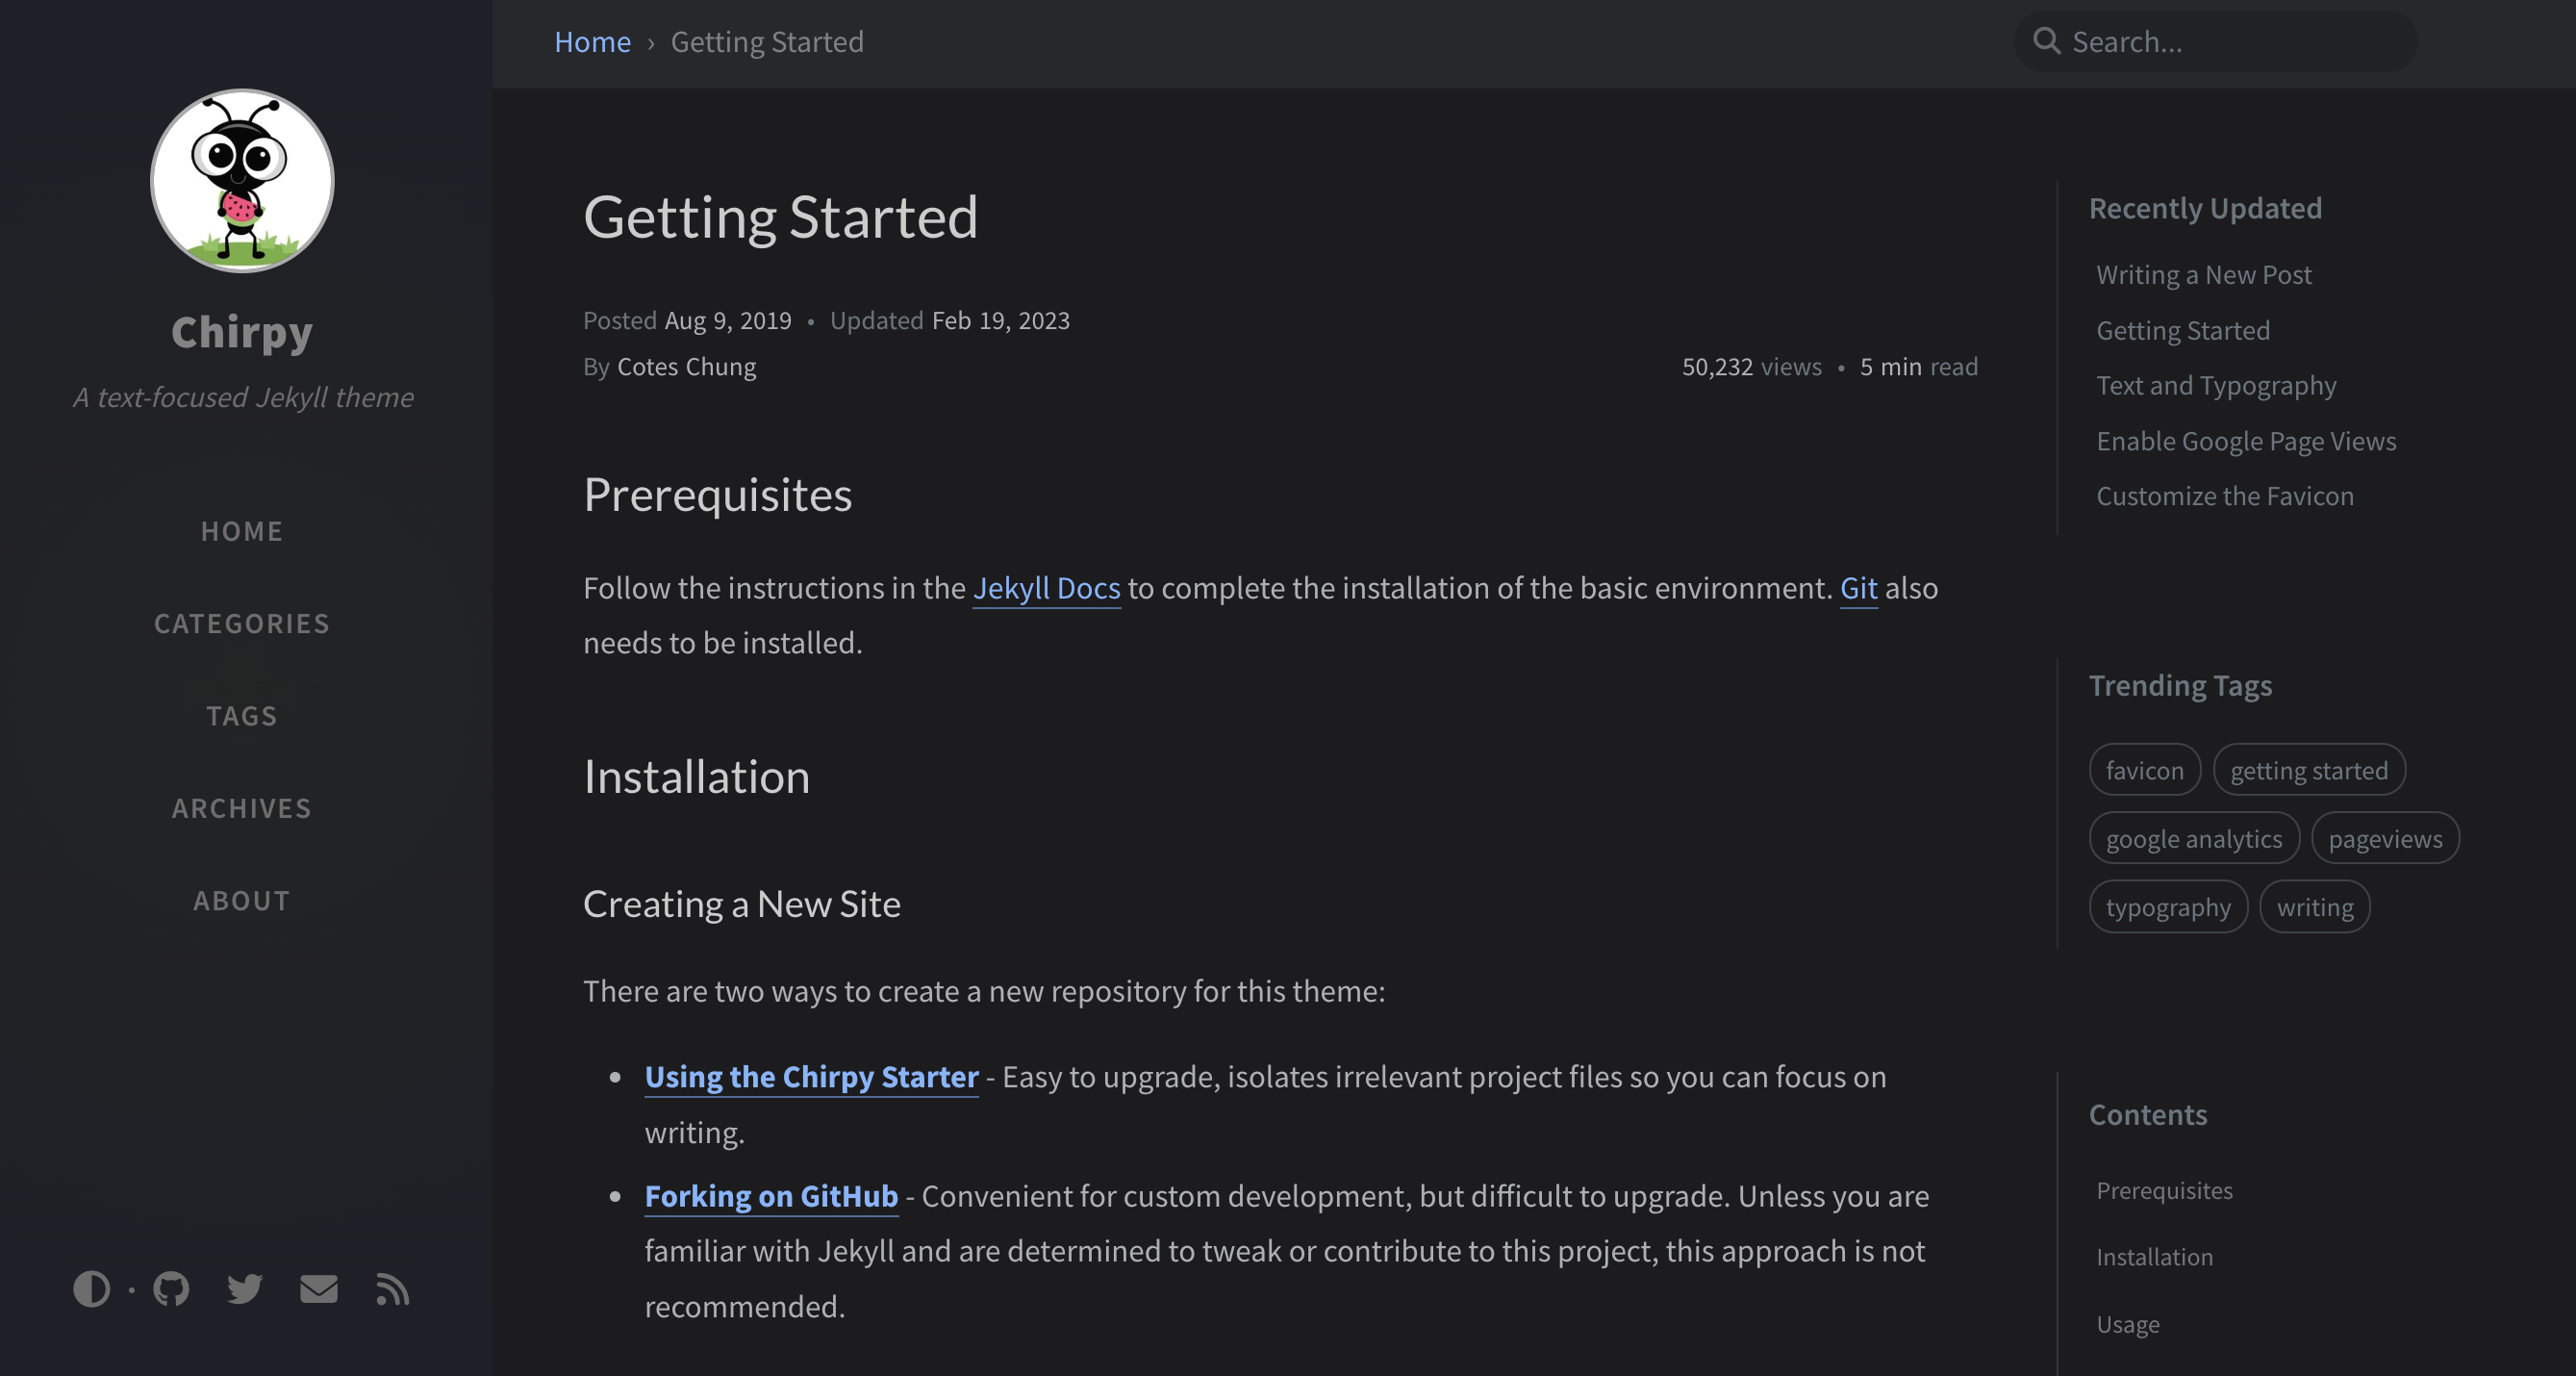 Chirpy
A text-focused Jekyll theme
HOME
CATEGORIES
TAGS
ARCHIVES
ABOUT
Home › Getting Started
Search...
Getting Started
Posted Aug 9, 2019 • Updated Feb 19, 2023
By Cotes Chung
50,232 views • 5 min read
Prerequisites
Follow the instructions in the Jekyll Docs to complete the installation of the basic environment. Git also
needs to be installed.
Installation
Creating a New Site
There are two ways to create a new repository for this theme:
• Using the Chirpy Starter - Easy to upgrade, isolates irrelevant project files so you can focus on
writing.
• Forking on GitHub - Convenient for custom development, but difficult to upgrade. Unless you are
familiar with Jekyll and are determined to tweak or contribute to this project, this approach is not
recommended.
Recently Updated
Writing a New Post
Getting Started
Text and Typography
Enable Google Page Views
Customize the Favicon
Trending Tags
favicon getting started
google analytics pageviews
typography writing
Contents
Prerequisites
Installation
Usage